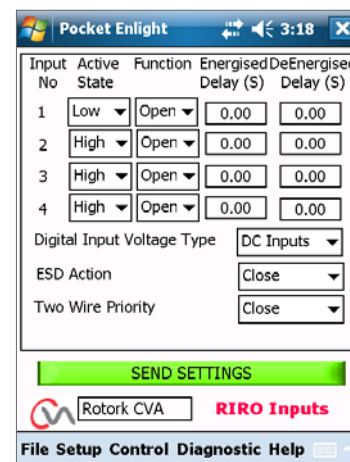 Pocket Enlight 3:18
Input Active Function Energised DeEnergised
No State Delay (S) Delay (S)
1 Low Open 0.00 0.00
2 High Open 0.00 0.00
3 High Open 0.00 0.00
4 High Open 0.00 0.00
Digital Input Voltage Type DC Inputs
ESD Action Close
Two Wire Priority Close
SEND SETTINGS
Rotork CVA RIRO Inputs
File Setup Control Diagnostic Help